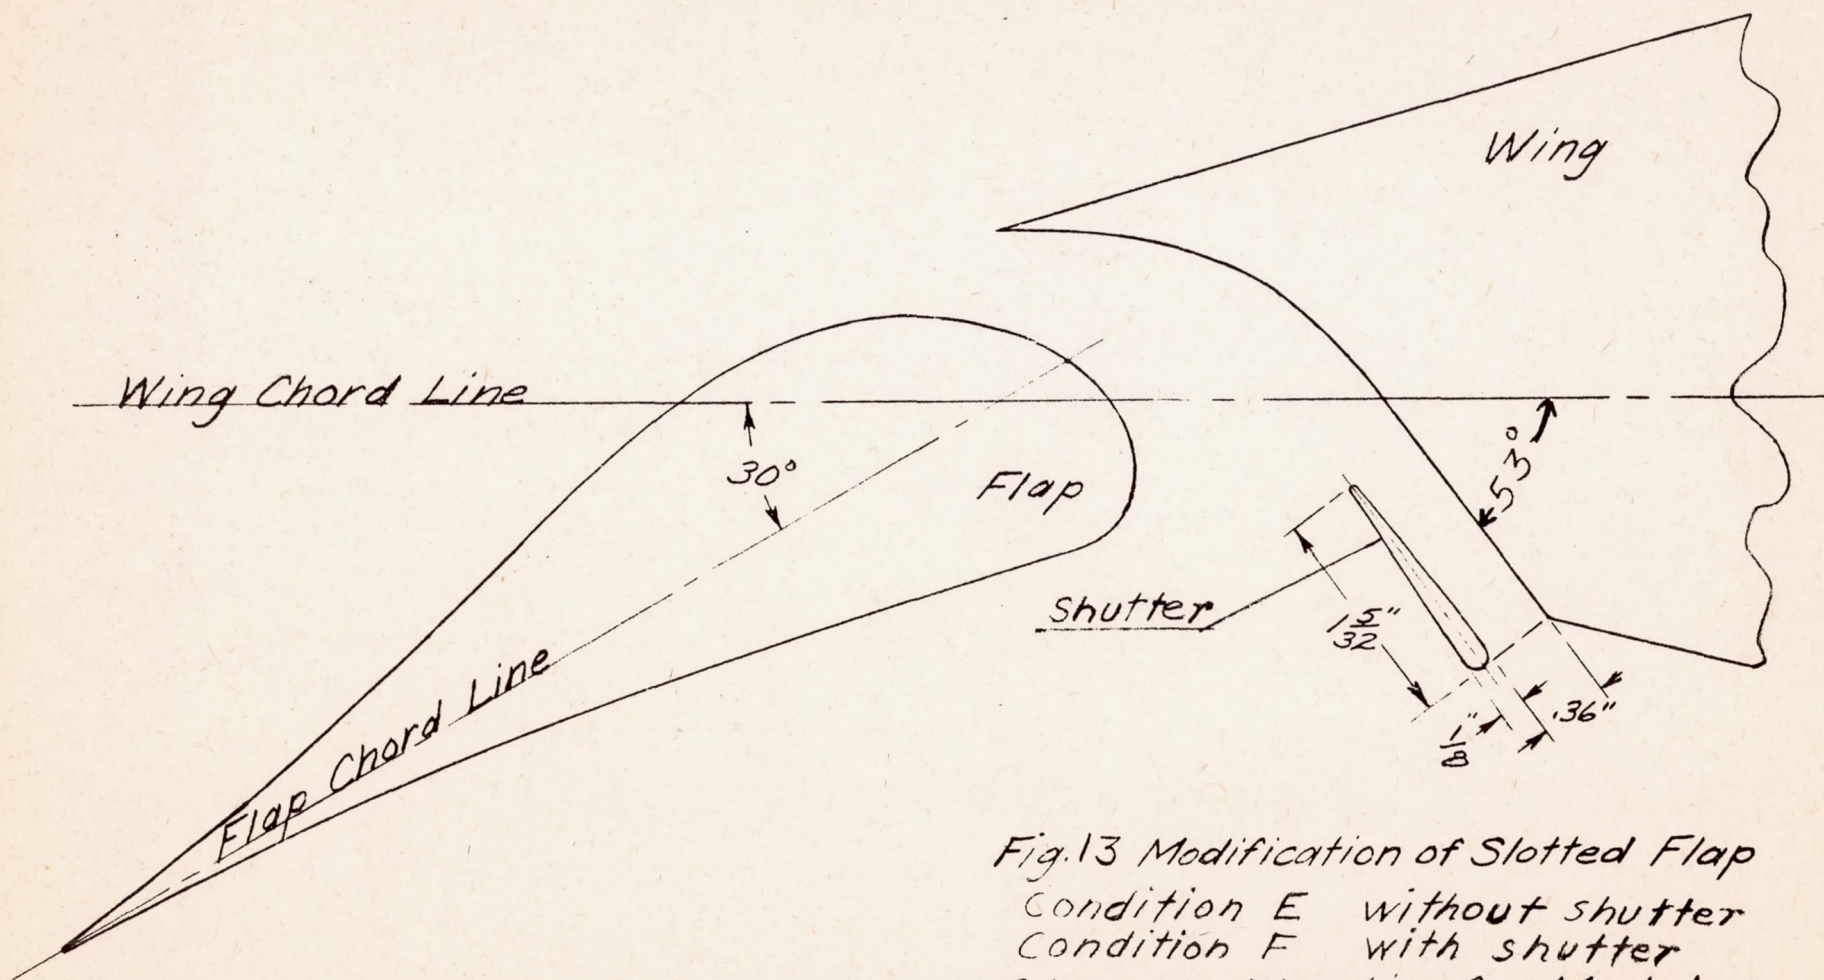 Wing
Wing Chord Line
30°
Flap
53°
Shutter
1 5/32"
.36"
1/8"
Flap Chord Line
Fig.13 Modification of Slotted Flap
Condition E without shutter
Condition F with shutter